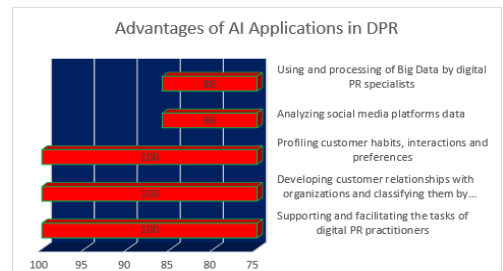 Advantages of AI Applications in DPR
86
Using and processing of Big Data by digital
PR specialists
86
Analyzing social media platforms data
100
Profiling customer habits, interactions and
preferences
100
Developing customer relationships with
organizations and classifying them by...
100
Supporting and facilitating the tasks of
digital PR practitioners
100 95 90 85 80 75